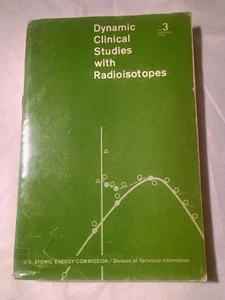 Dynamic
Clinical
Studies
with
Radioisotopes
3
U.S. ATOMIC ENERGY COMMISSION / Division of Technical Information